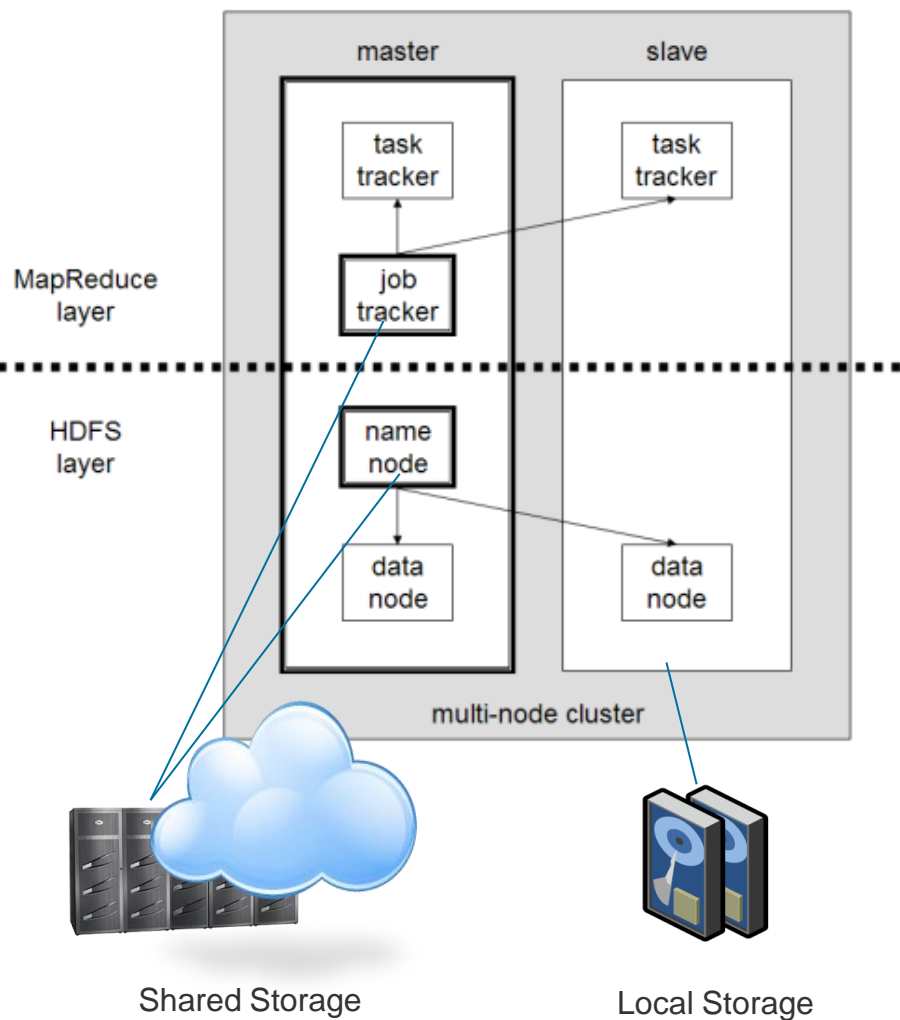 master
slave
task
tracker
task
tracker
MapReduce
layer
job
tracker
HDFS
layer
name
node
data
node
data
node
multi-node cluster
Shared Storage
Local Storage